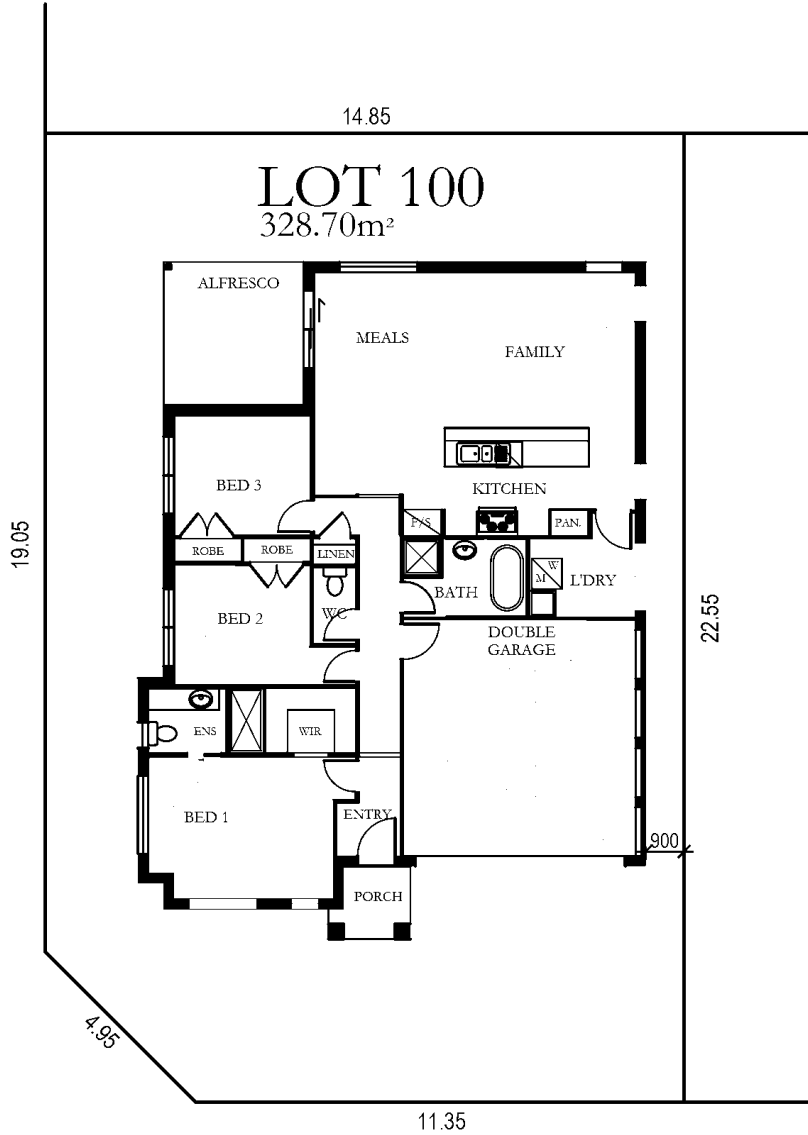 14.85
LOT 100
328.70m²
ALFRESCO
MEALS
FAMILY
BED 3
KITCHEN
F/S
PAN.
ROBE
ROBE
LINEN
19.05
W
M
L'DRY
BATH
WC
BED 2
22.55
DOUBLE
GARAGE
ENS
WIR
BED 1
ENTRY
900
PORCH
4.95
11.35